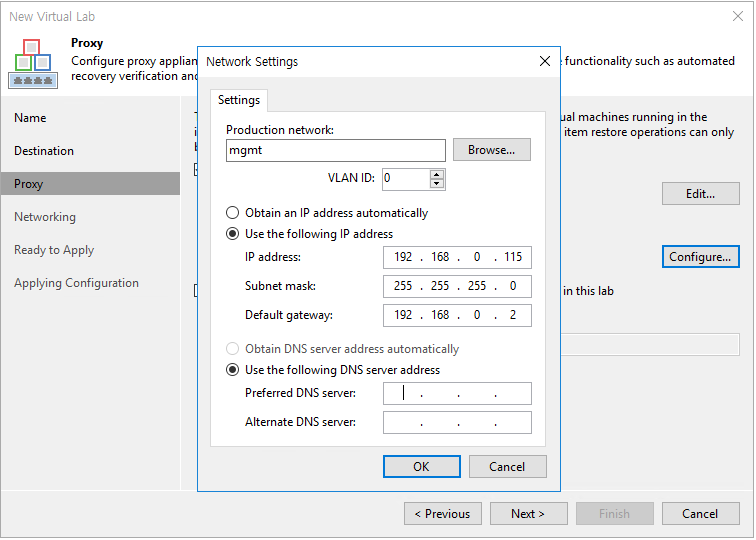 New Virtual Lab
Proxy
Configure proxy applian
e functionality such as automated
recovery verification and
Name
Destination
Proxy
Networking
Ready to Apply
Applying Configuration
ual machines running in the
item restore operations can only
Edit...
Configure...
in this lab
Network Settings
Settings
Production network:
mgmt
Browse...
VLAN ID: 0
Obtain an IP address automatically
Use the following IP address
IP address: 192 . 168 . 0 . 115
Subnet mask: 255 . 255 . 255 . 0
Default gateway: 192 . 168 . 0 . 2
Obtain DNS server address automatically
Use the following DNS server address
Preferred DNS server: . . .
Alternate DNS server: . . .
OK Cancel
< Previous Next > Finish Cancel